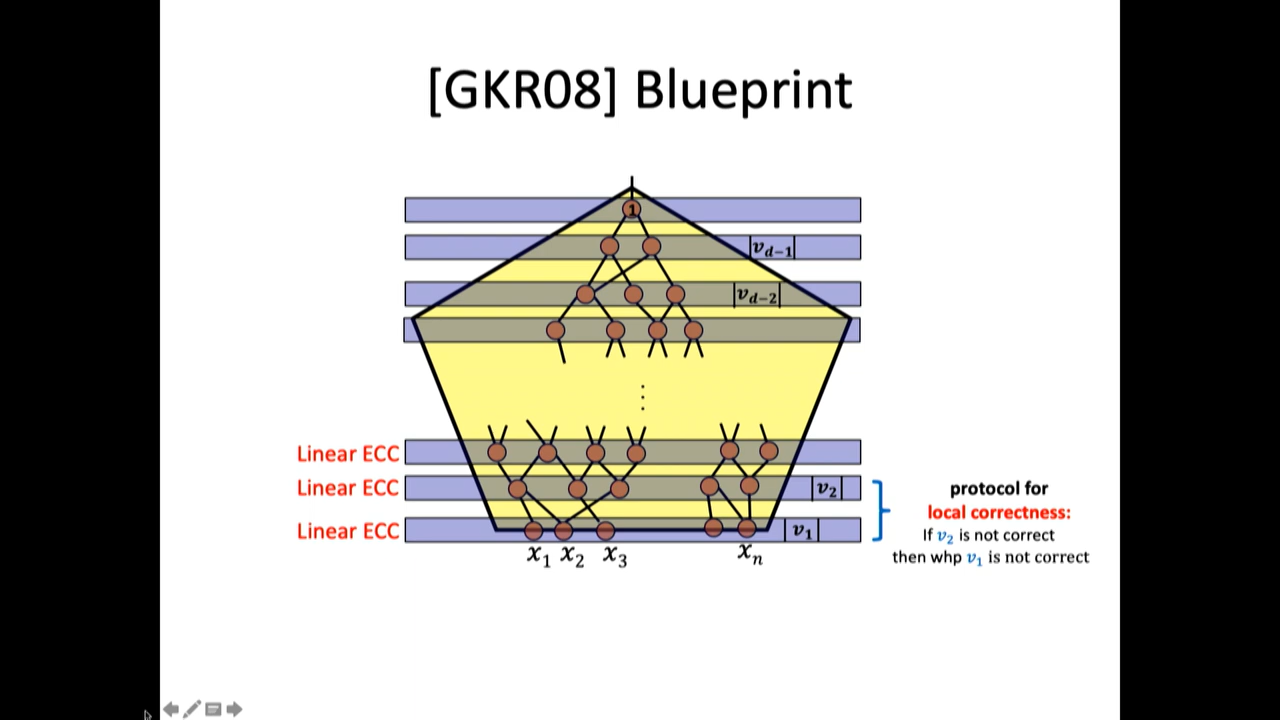 [GKR08] Blueprint
1
v_{d-1}
v_{d-2}
⋮
Linear ECC
Linear ECC v_2
Linear ECC v_1
x_1 x_2 x_3 x_n
protocol for
local correctness:
If v_2 is not correct
then whp v_1 is not correct